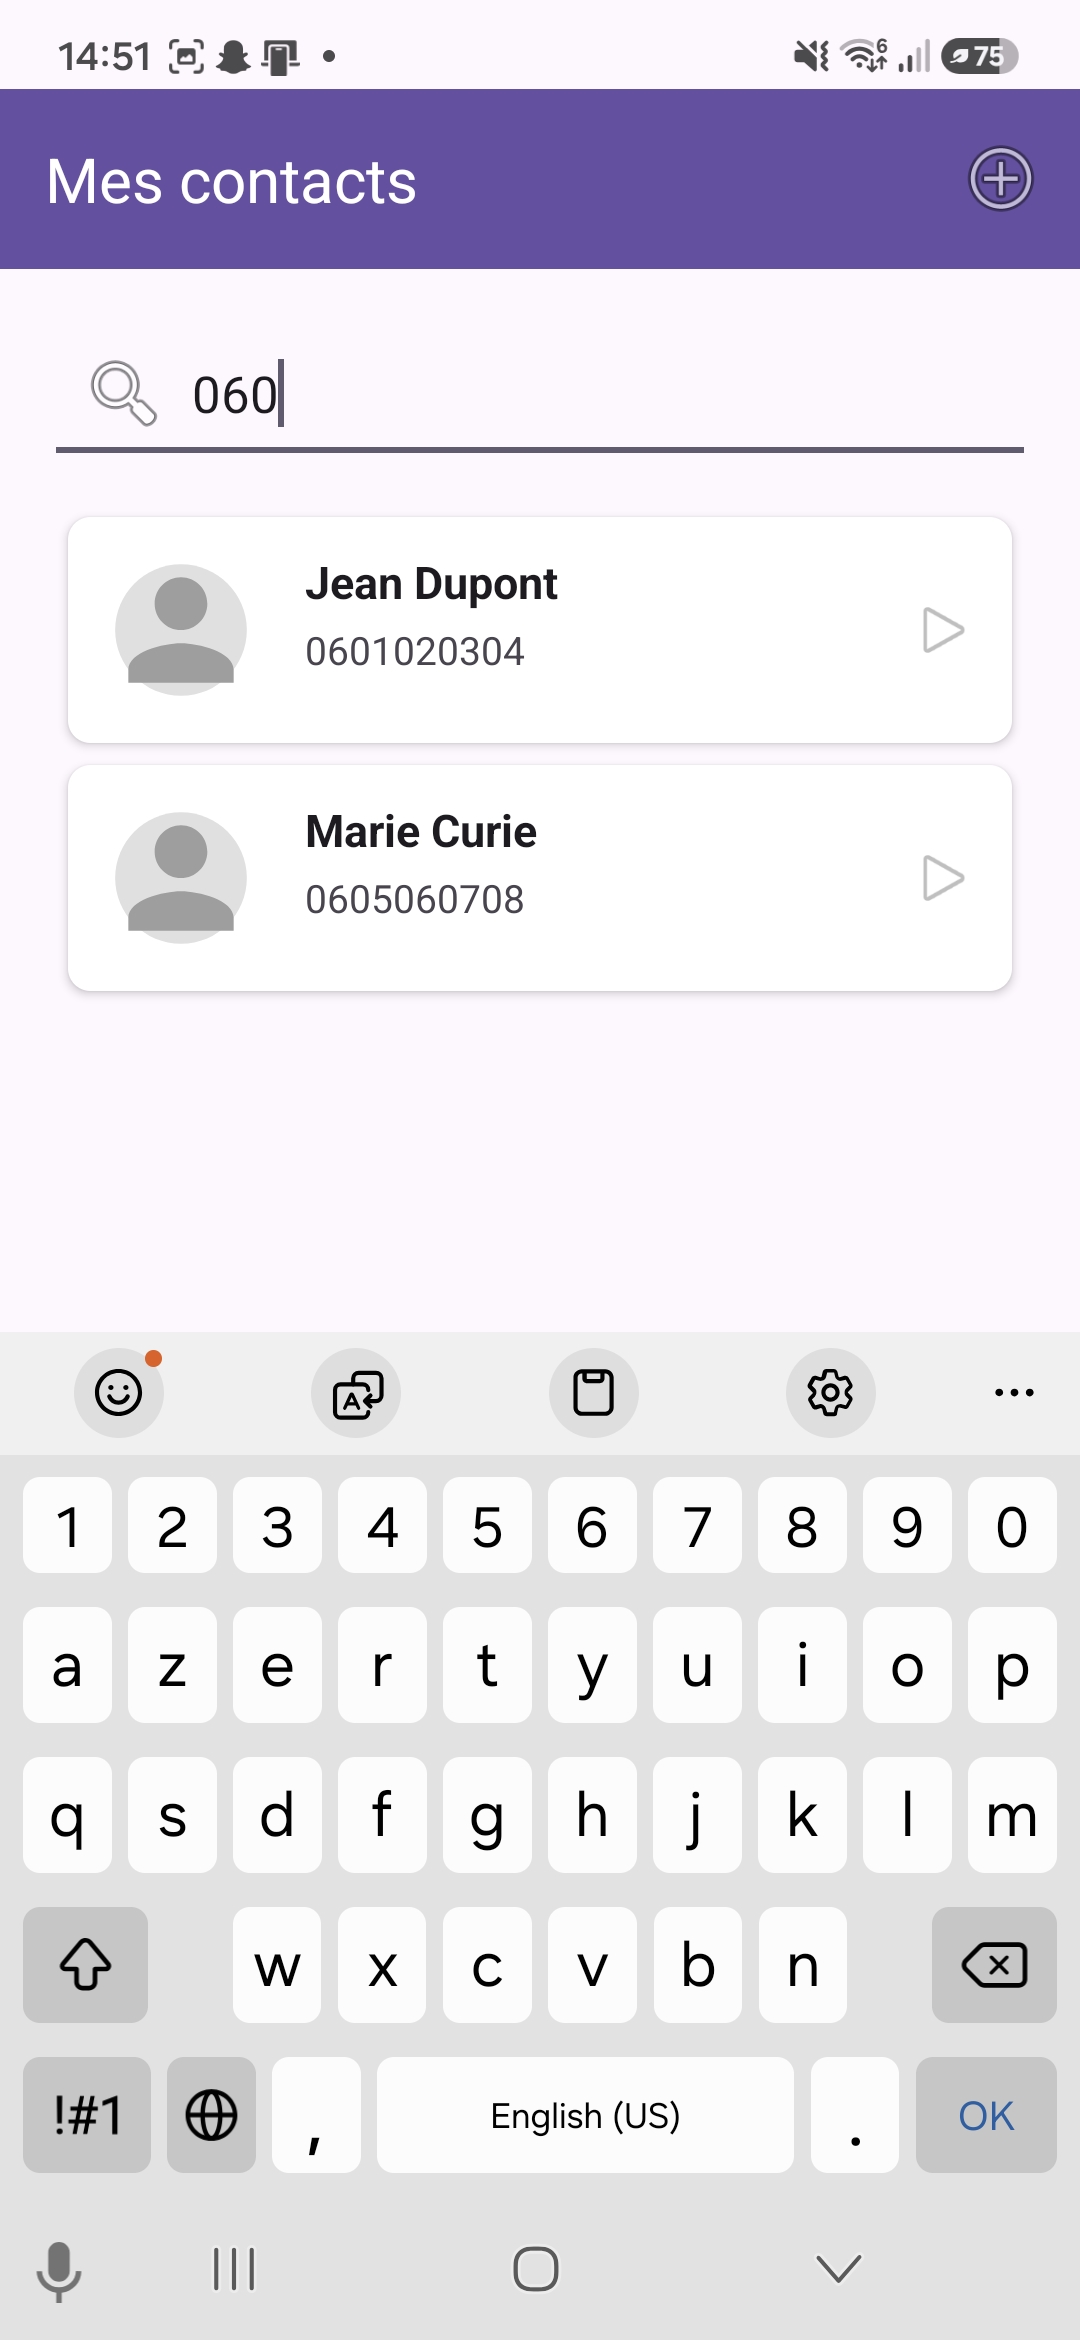 14:51
6
75
Mes contacts
060
Jean Dupont
0601020304
Marie Curie
0605060708
1 2 3 4 5 6 7 8 9 0
a z e r t y u i o p
q s d f g h j k l m
w x c v b n
!#1 , English (US) . OK